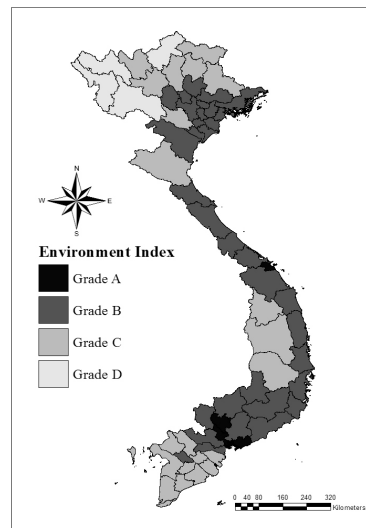 N
W E
S
Environment Index
Grade A
Grade B
Grade C
Grade D
0 40 80 160 240 320
Kilometers